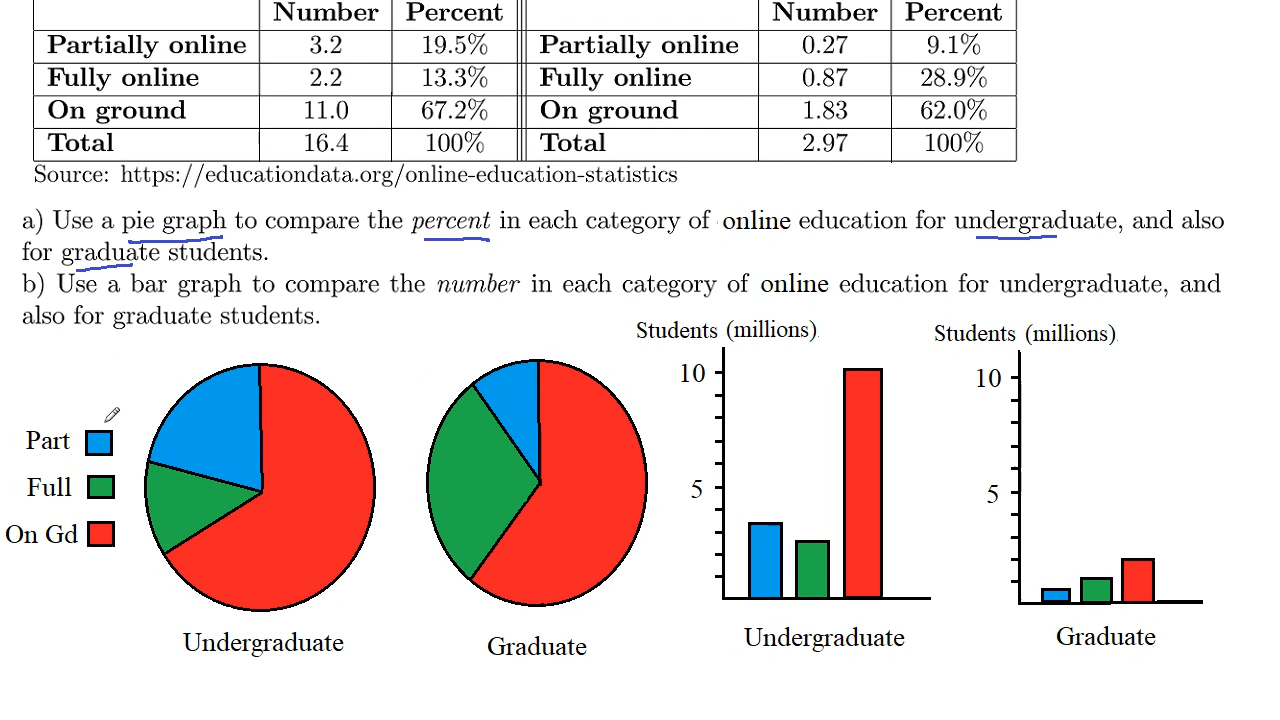 Number Percent Number Percent
Partially online 3.2 19.5% Partially online 0.27 9.1%
Fully online 2.2 13.3% Fully online 0.87 28.9%
On ground 11.0 67.2% On ground 1.83 62.0%
Total 16.4 100% Total 2.97 100%
Source: https://educationdata.org/online-education-statistics
a) Use a pie graph to compare the percent in each category of online education for undergraduate, and also
for graduate students.
b) Use a bar graph to compare the number in each category of online education for undergraduate, and
also for graduate students.
Students (millions)
Students (millions)
Part
Full
On Gd
Undergraduate
Graduate
10
5
Undergraduate
10
5
Graduate